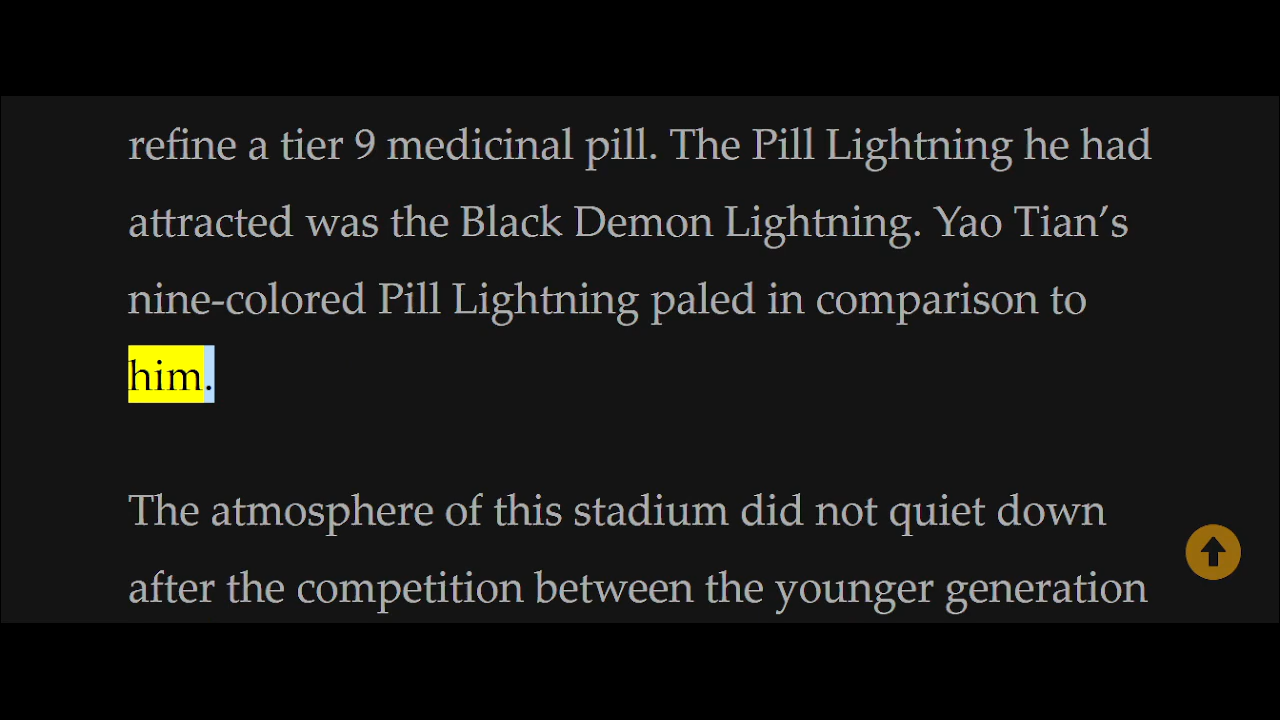 refine a tier 9 medicinal pill. The Pill Lightning he had
attracted was the Black Demon Lightning. Yao Tian’s
nine-colored Pill Lightning paled in comparison to
him.
The atmosphere of this stadium did not quiet down
after the competition between the younger generation